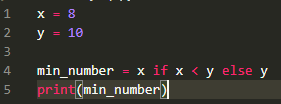 1 x = 8
2 y = 10
3
4 min_number = x if x < y else y
5 print(min_number)